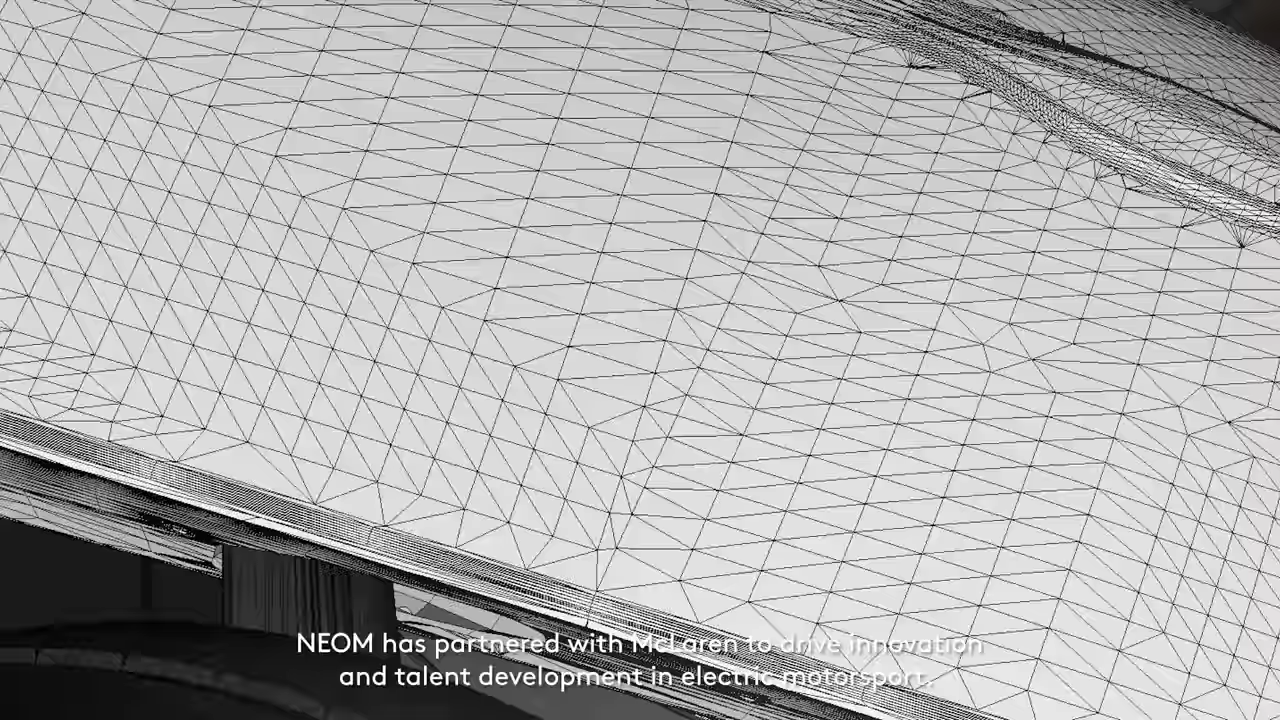 NEOM has partnered with McLaren to drive innovation
and talent development in electric motorsport.